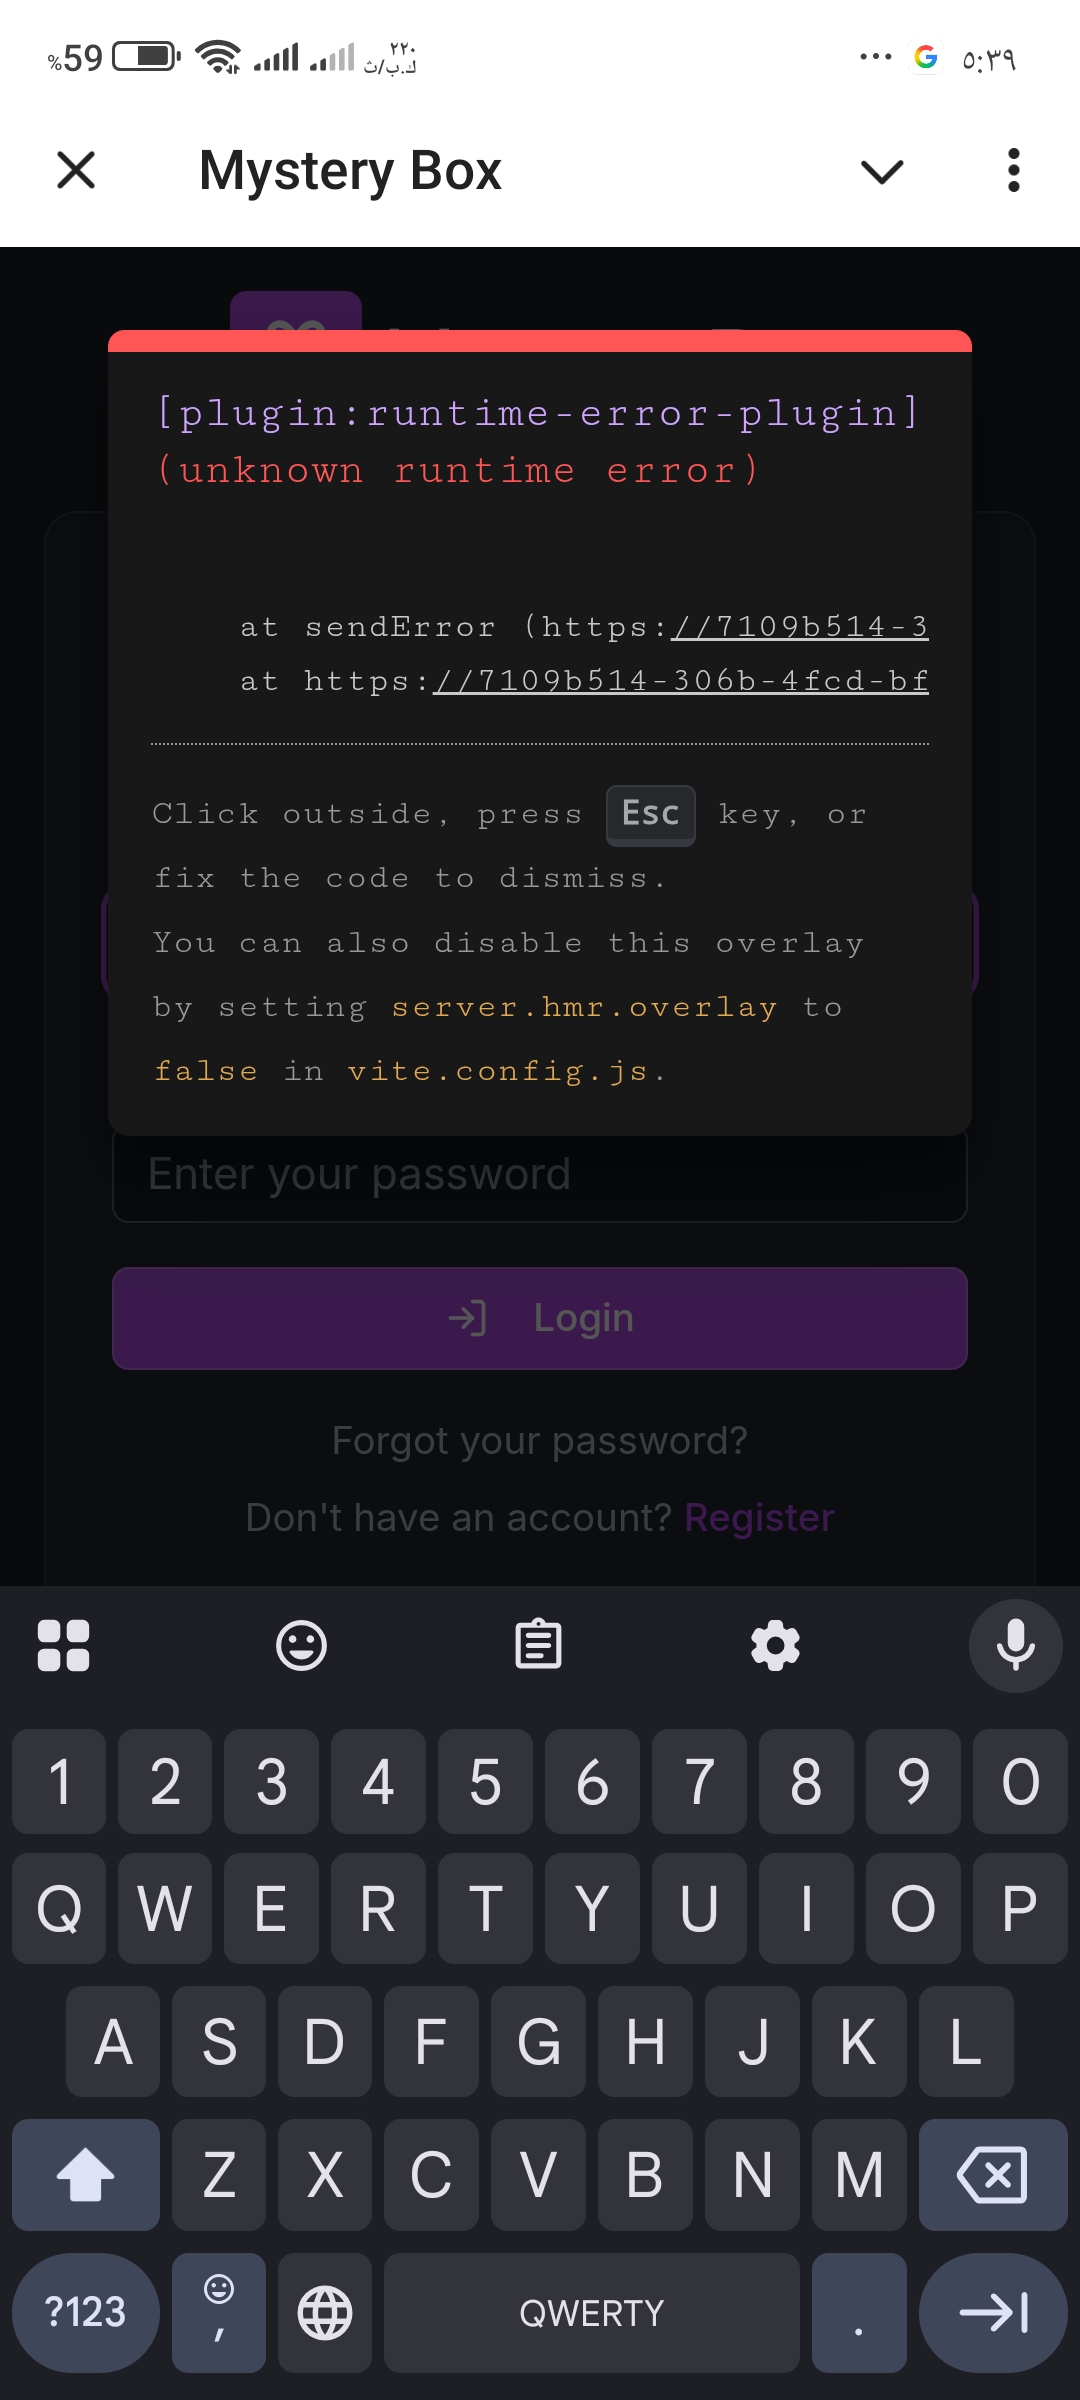 %59
٢٢٠
ك.ب/ث
٥:٣٩
Mystery Box
[plugin:runtime-error-plugin]
(unknown runtime error)
at sendError (https://7109b514-3
at https://7109b514-306b-4fcd-bf
Click outside, press Esc key, or
fix the code to dismiss.
You can also disable this overlay
by setting server.hmr.overlay to
false in vite.config.js.
Enter your password
Login
Forgot your password?
Don't have an account? Register
1 2 3 4 5 6 7 8 9 0
Q W E R T Y U I O P
A S D F G H J K L
Z X C V B N M
?123 , QWERTY .